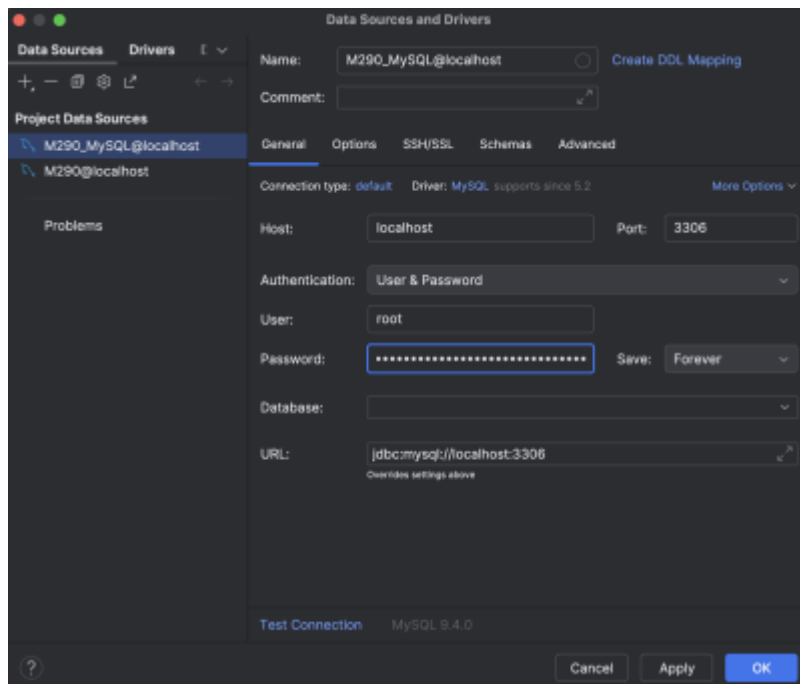 Data Sources and Drivers
Data Sources Drivers
Project Data Sources
M290_MySQL@localhost
M290@localhost
Problems
Name: M290_MySQL@localhost Create DDL Mapping
Comment:
General Options SSH/SSL Schemas Advanced
Connection type: default Driver: MySQL supports since 5.2 More Options
Host: localhost Port: 3306
Authentication: User & Password
User: root
Password: Save: Forever
Database:
URL: jdbc:mysql://localhost:3306
Overrides settings above
Test Connection MySQL 9.4.0
? Cancel Apply OK